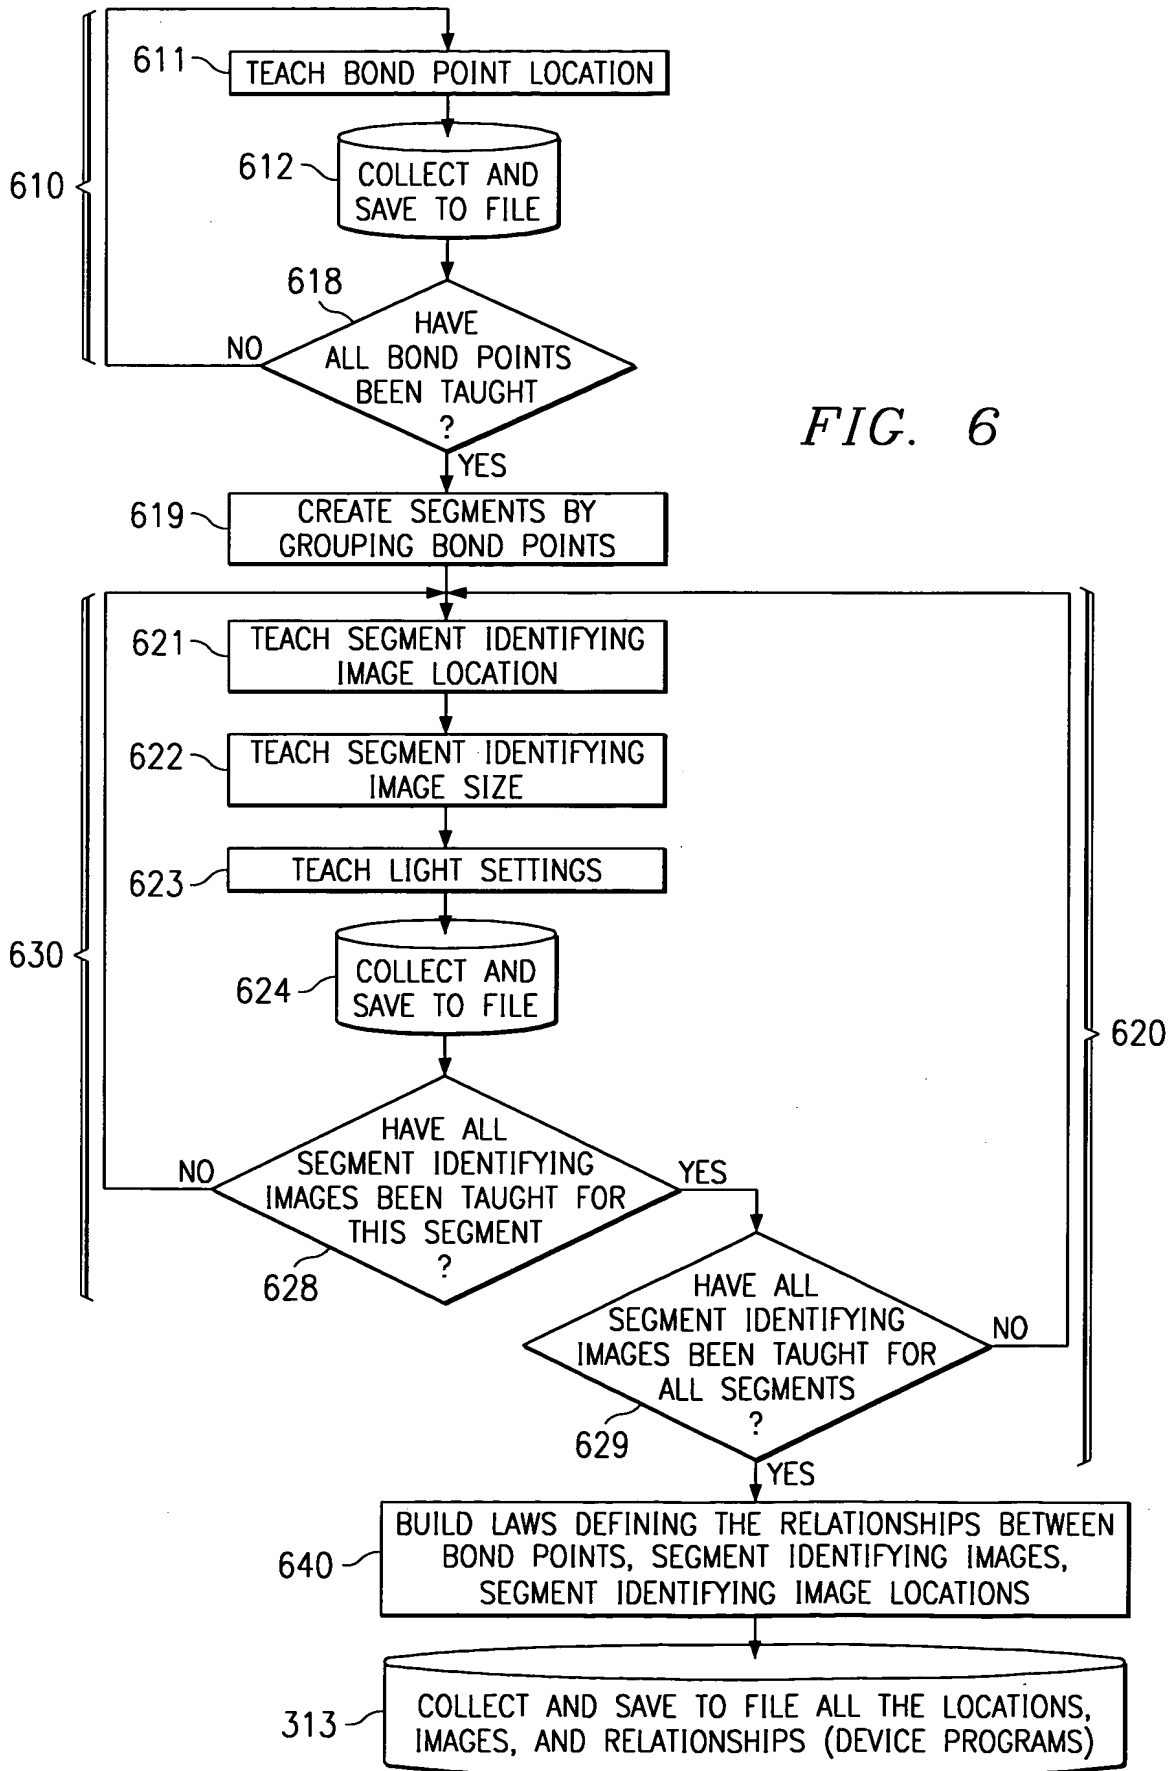 611
TEACH BOND POINT LOCATION
612
COLLECT AND
SAVE TO FILE
610
618
HAVE
ALL BOND POINTS
BEEN TAUGHT
?
NO
FIG. 6
YES
619
CREATE SEGMENTS BY
GROUPING BOND POINTS
621
TEACH SEGMENT IDENTIFYING
IMAGE LOCATION
622
TEACH SEGMENT IDENTIFYING
IMAGE SIZE
623
TEACH LIGHT SETTINGS
630
624
COLLECT AND
SAVE TO FILE
620
HAVE ALL
SEGMENT IDENTIFYING
IMAGES BEEN TAUGHT FOR
THIS SEGMENT
?
NO
YES
628
HAVE ALL
SEGMENT IDENTIFYING
IMAGES BEEN TAUGHT FOR
ALL SEGMENTS
?
NO
629
YES
640
BUILD LAWS DEFINING THE RELATIONSHIPS BETWEEN
BOND POINTS, SEGMENT IDENTIFYING IMAGES,
SEGMENT IDENTIFYING IMAGE LOCATIONS
313
COLLECT AND SAVE TO FILE ALL THE LOCATIONS,
IMAGES, AND RELATIONSHIPS (DEVICE PROGRAMS)